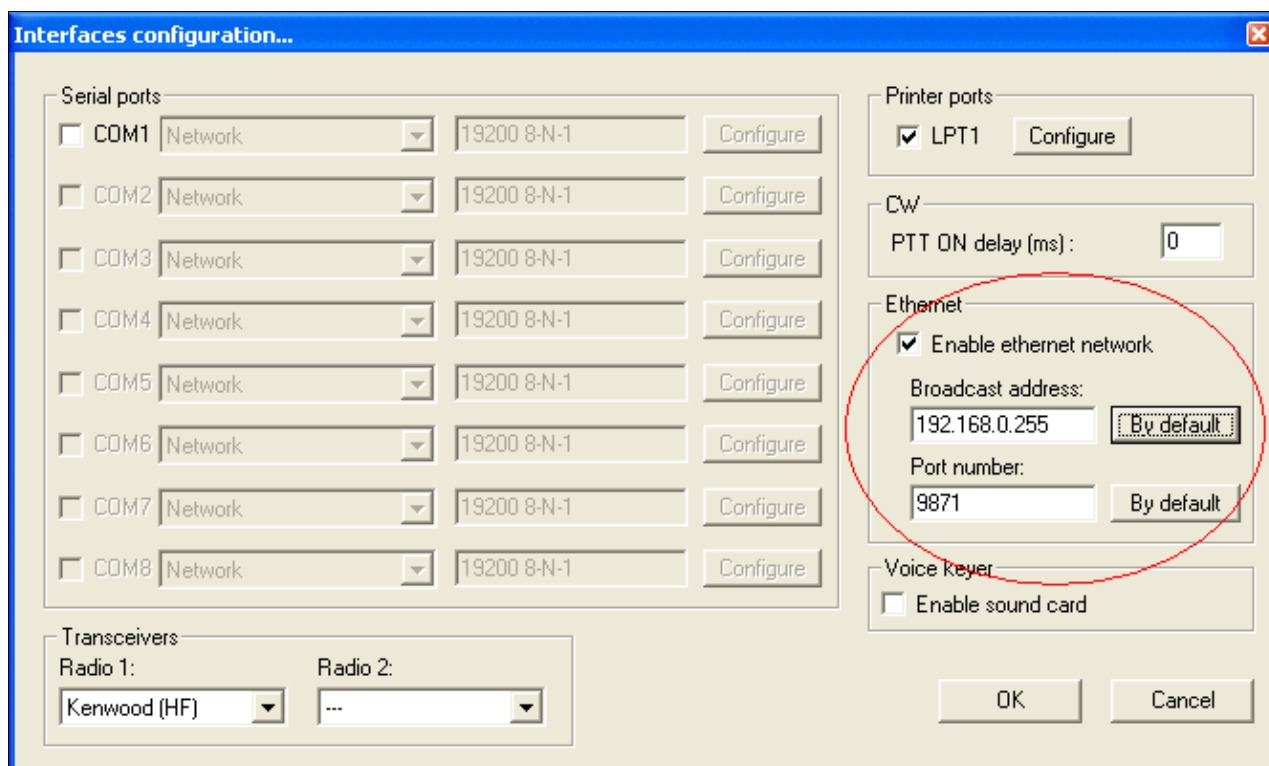 Interfaces configuration...
Serial ports
COM1 Network 19200 8-N-1 Configure
COM2 Network 19200 8-N-1 Configure
COM3 Network 19200 8-N-1 Configure
COM4 Network 19200 8-N-1 Configure
COM5 Network 19200 8-N-1 Configure
COM6 Network 19200 8-N-1 Configure
COM7 Network 19200 8-N-1 Configure
COM8 Network 19200 8-N-1 Configure
Transceivers
Radio 1: Radio 2:
Kenwood (HF) ---
Printer ports
LPT1 Configure
CW
PTT ON delay (ms) : 0
Ethernet
Enable ethernet network
Broadcast address:
192.168.0.255 By default
Port number:
9871 By default
Voice keyer
Enable sound card
OK Cancel